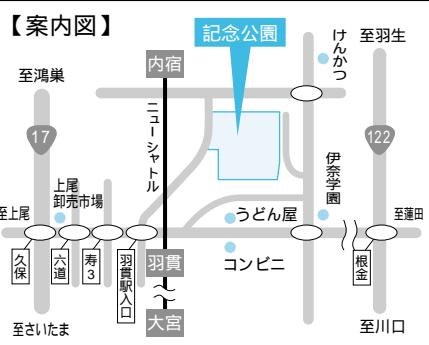 【案内図】
記念公園
けんかつ
至羽生
内宿
至鴻巣
ニューシャトル
17
122
上尾
卸売市場
伊奈学園
至上尾
うどん屋
至蓮田
久保
六道
寿3
羽貫駅入口
羽貫
コンビニ
根金
大宮
至さいたま
至川口